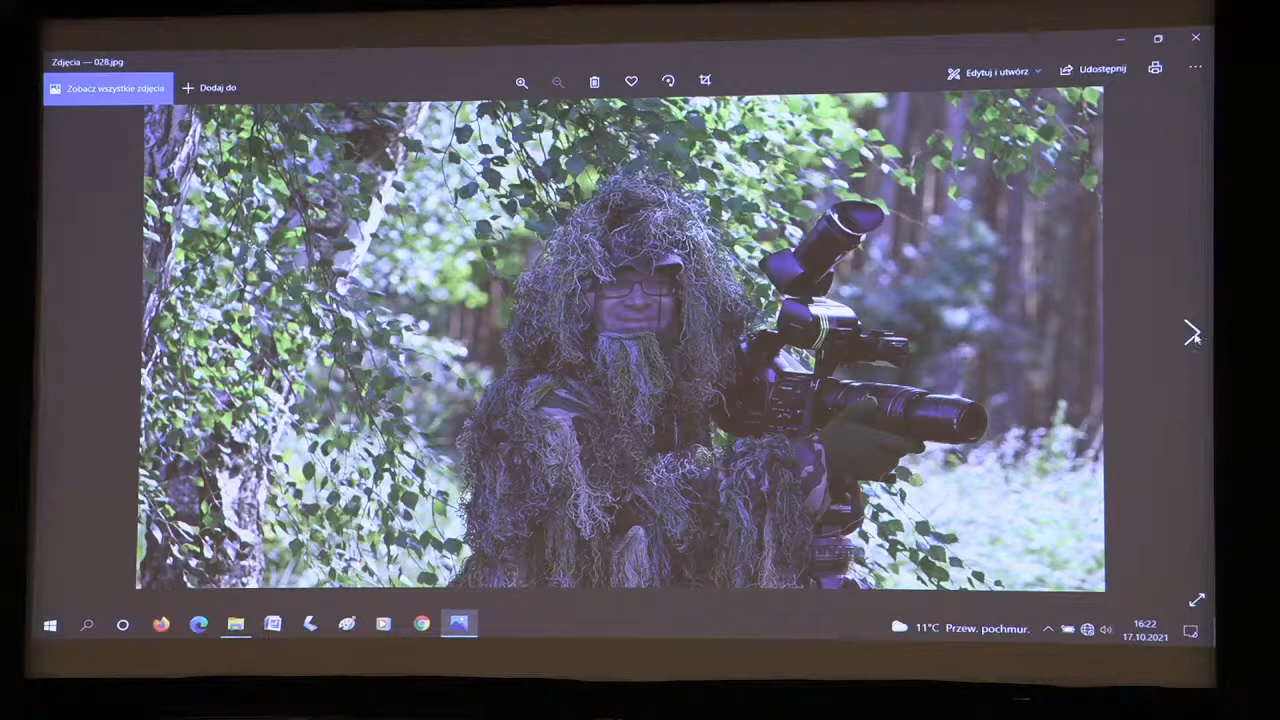 Zdjęcia — 028.jpg
Zobacz wszystkie zdjęcia
Dodaj do
Edytuj i utwórz
Udostępnij
11°C Przew. pochmur.
16:22
17.10.2021